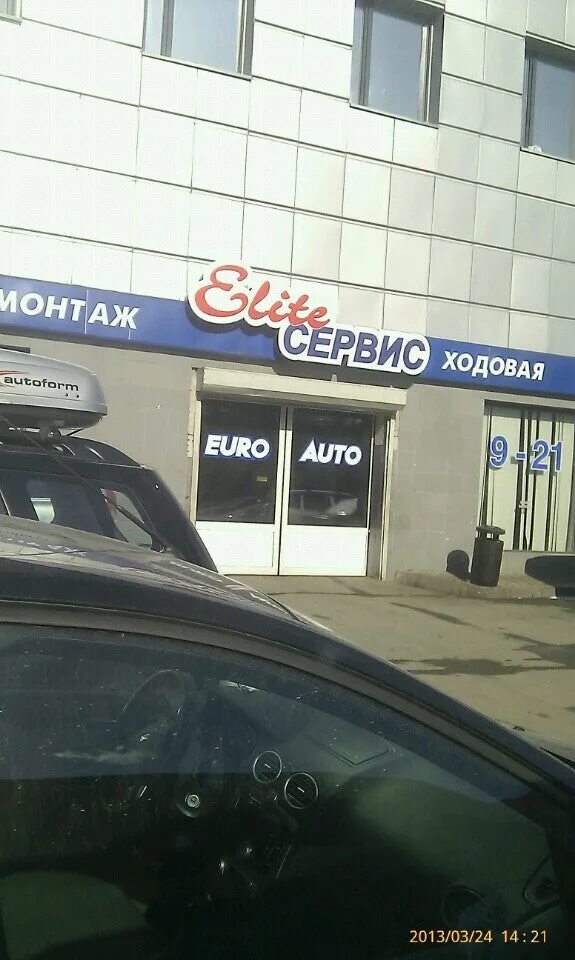 Elite
МОНТАЖ СЕРВИС ХОДОВАЯ
autoform
EURO AUTO
9 - 21
2013/03/24 14:21